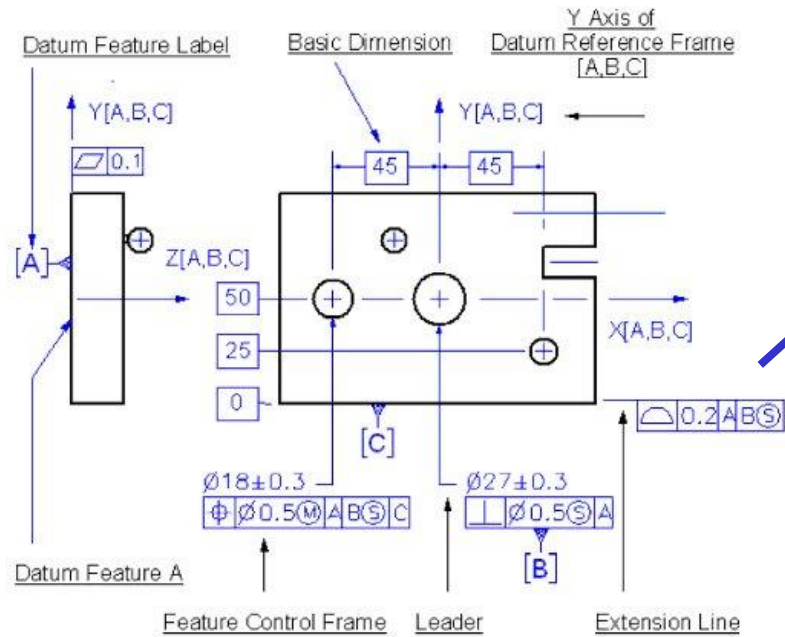 Y Axis of
Datum Feature Label Basic Dimension Datum Reference Frame
[A,B,C]
Y[A,B,C] Y[A,B,C]
⏥ 0.1 45 45
[A] Z[A,B,C]
50
X[A,B,C]
25
0 ⌓ 0.2 A B Ⓢ
[C]
Ø18±0.3 Ø27±0.3
⌖ Ø0.5 Ⓜ A B Ⓢ C ⟂ Ø0.5 Ⓢ A
[B]
Datum Feature A
Feature Control Frame Leader Extension Line